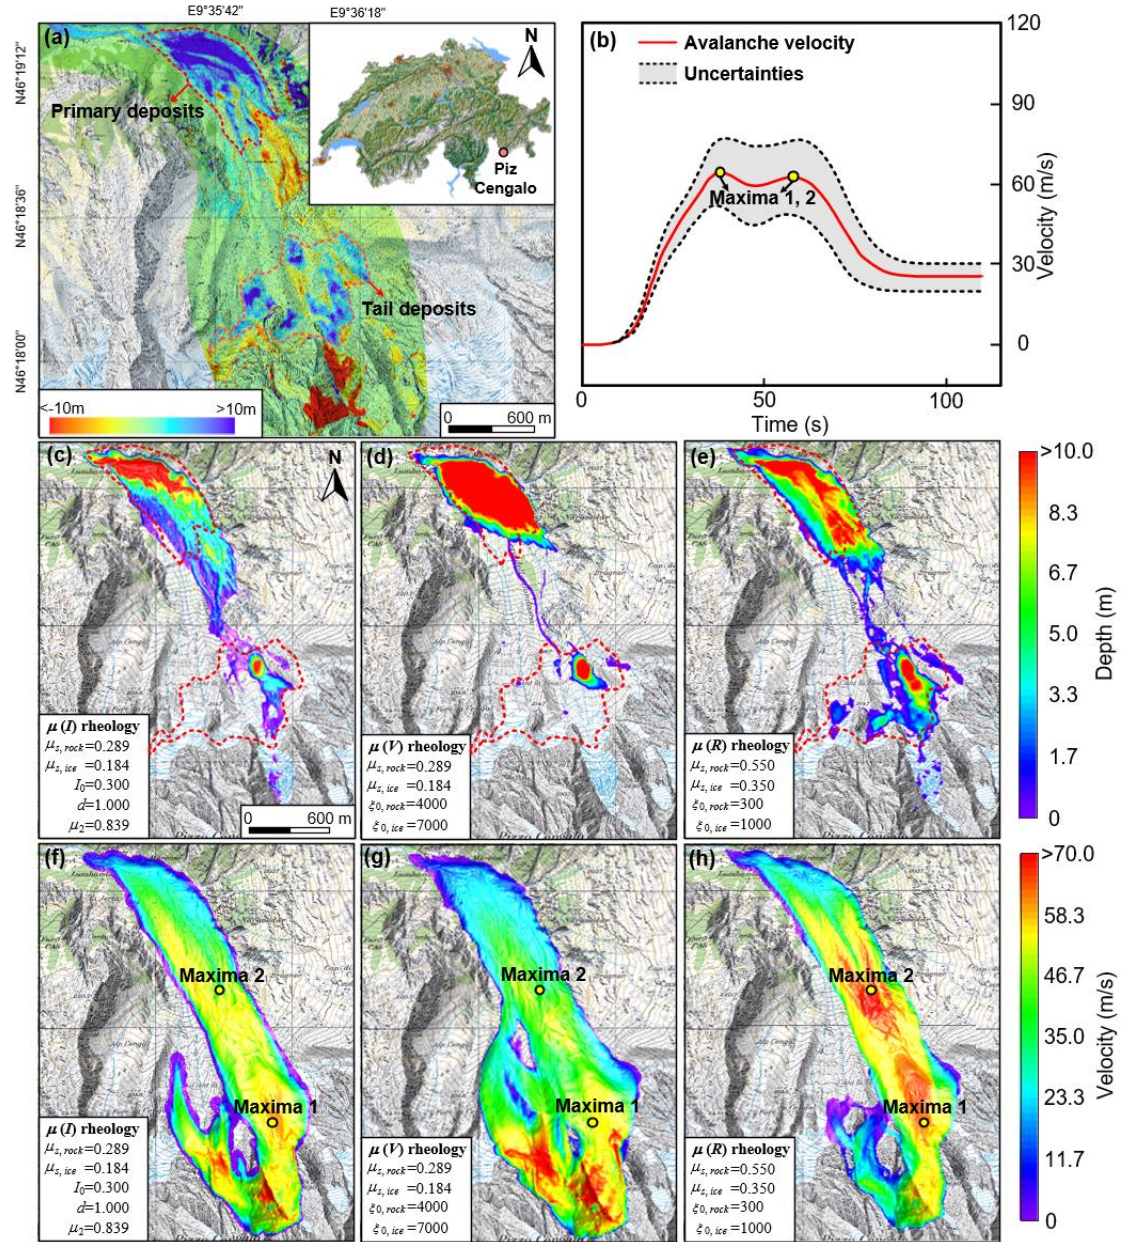 E9°35'42"
E9°36'18"
(a)
N46°19'12"
N46°18'36"
N46°18'00"
Primary deposits
Tail deposits
N
Piz
Cengalo
<-10m
>10m
0
600 m
(b)
Avalanche velocity
Uncertainties
Maxima 1, 2
120
90
60
30
0
Velocity (m/s)
0
50
100
Time (s)
(c)
N
μ (I) rheology
μs, rock=0.289
μs, ice=0.184
I0=0.300
d=1.000
μ2=0.839
0
600 m
(d)
μ (V) rheology
μs, rock=0.289
μs, ice=0.184
ξ0, rock=4000
ξ0, ice=7000
(e)
μ (R) rheology
μs, rock=0.550
μs, ice=0.350
ξ0, rock=300
ξ0, ice=1000
>10.0
8.3
6.7
5.0
3.3
1.7
0
Depth (m)
(f)
Maxima 2
Maxima 1
μ (I) rheology
μs, rock=0.289
μs, ice=0.184
I0=0.300
d=1.000
μ2=0.839
(g)
Maxima 2
Maxima 1
μ (V) rheology
μs, rock=0.289
μs, ice=0.184
ξ0, rock=4000
ξ0, ice=7000
(h)
Maxima 2
Maxima 1
μ (R) rheology
μs, rock=0.550
μs, ice=0.350
ξ0, rock=300
ξ0, ice=1000
>70.0
58.3
46.7
35.0
23.3
11.7
0
Velocity (m/s)